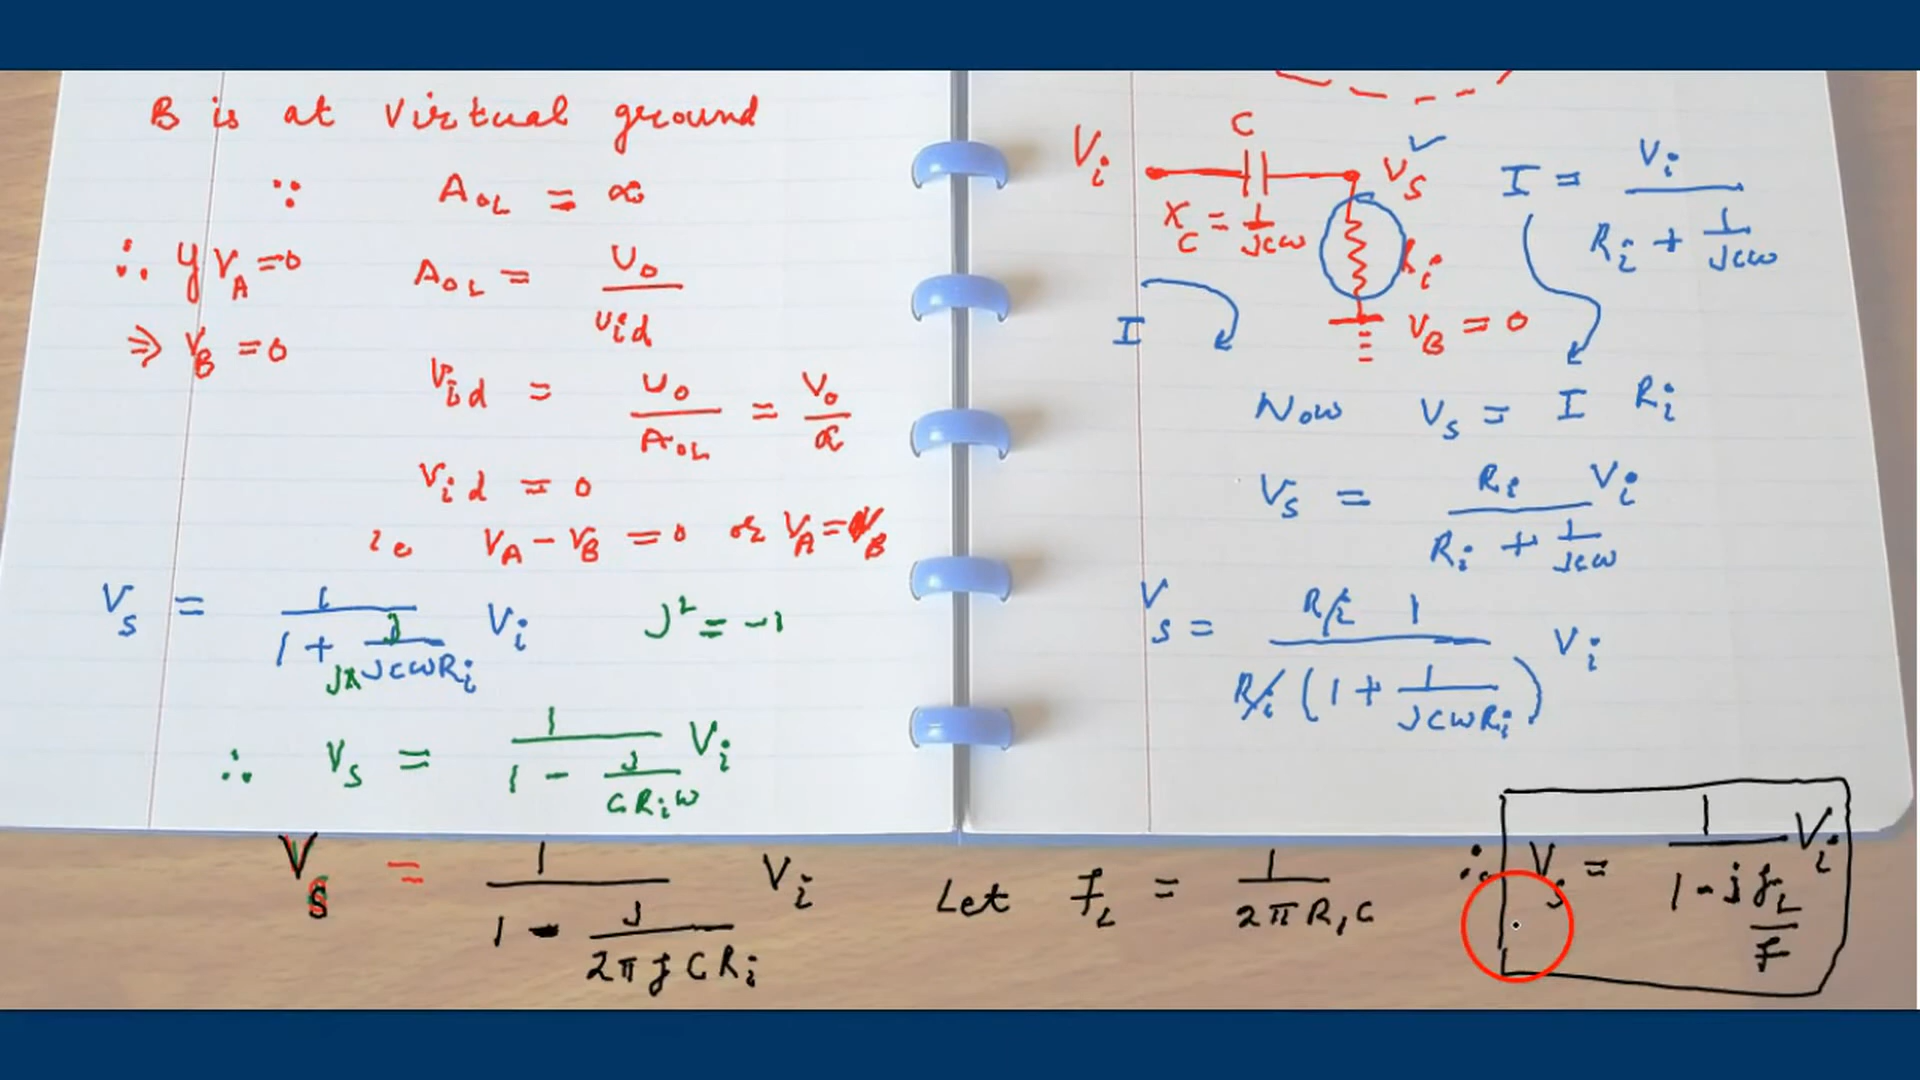 B is at virtual ground
∵ A_OL = ∞
∴ if V_A = 0
A_OL = v_o / v_id
⇒ V_B = 0
V_id = v_o / A_OL = V_o / ∞
V_id = 0
ie V_A - V_B = 0 or V_A = V_B
V_s = 1 / (1 + (J / (J × JCωR_i))) V_i
J² = -1
∴ V_s = 1 / (1 - J / (CR_iω)) V_i
V_i
C
V_s
X_C = 1 / JCω
R_i
V_B = 0
I
I = V_i / (R_i + 1 / JCω)
Now V_s = I R_i
V_s = R_i V_i / (R_i + 1 / JCω)
V_s = R_i 1 / (R_i (1 + 1 / JCωR_i)) V_i
V_s = 1 / (1 - J / (2πfCR_i)) V_i
Let f_L = 1 / (2πR_1C)
∴ V_s = 1 / (1 - j f_L / f) V_i